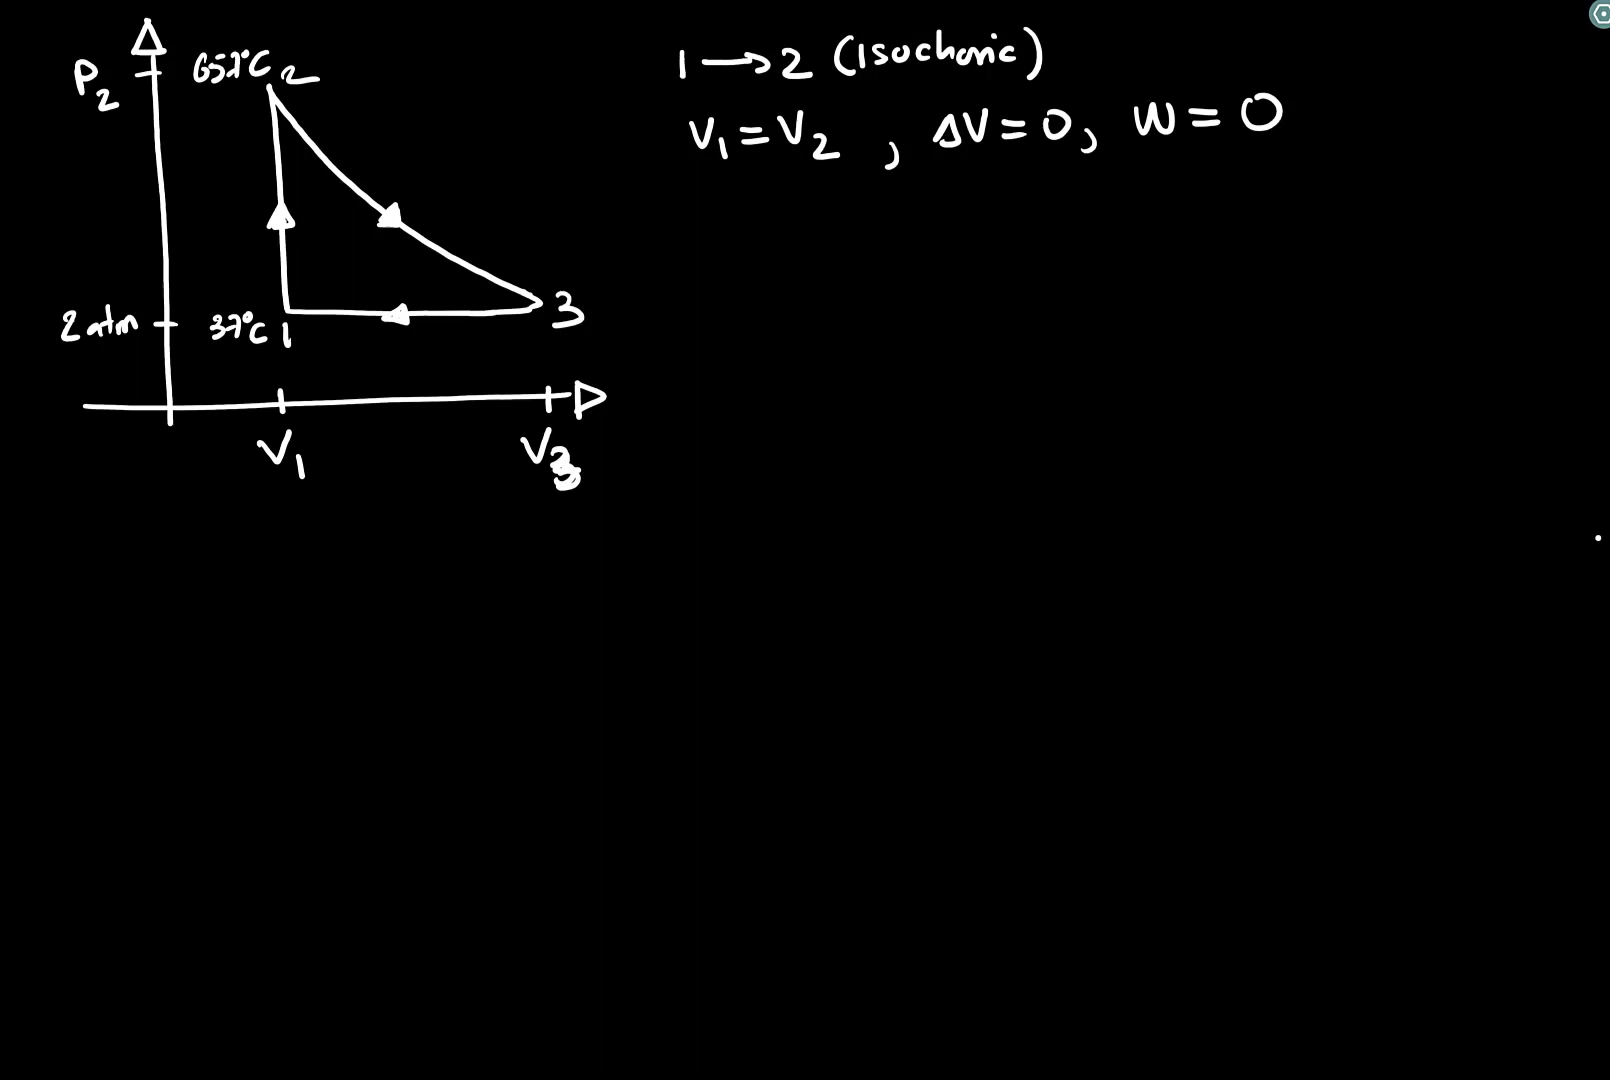 P₂
657°C 2
2 atm
37°C 1
3
V₁
V₃
1 → 2 (Isochoric)
V₁ = V₂ , ΔV = 0, W = 0